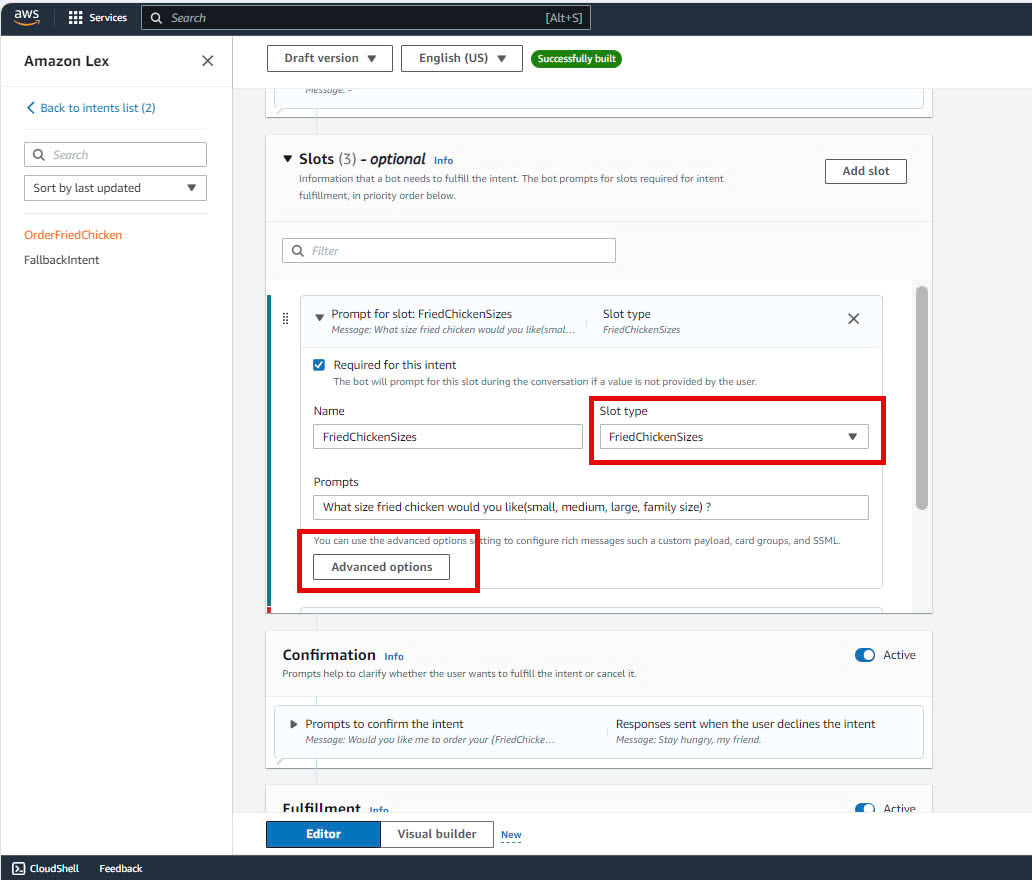 aws
Services
Search
[Alt+S]
Amazon Lex
Draft version
English (US)
Successfully built
Back to intents list (2)
Search
Sort by last updated
OrderFriedChicken
FallbackIntent
Message: -
Slots (3) - optional Info
Information that a bot needs to fulfill the intent. The bot prompts for slots required for intent
fulfillment, in priority order below.
Add slot
Filter
Prompt for slot: FriedChickenSizes
Message: What size fried chicken would you like(smal...
Slot type
FriedChickenSizes
Required for this intent
The bot will prompt for this slot during the conversation if a value is not provided by the user.
Name
FriedChickenSizes
Slot type
FriedChickenSizes
Prompts
What size fried chicken would you like(small, medium, large, family size) ?
You can use the advanced options setting to configure rich messages such a custom payload, card groups, and SSML.
Advanced options
Confirmation Info
Active
Prompts help to clarify whether the user wants to fulfill the intent or cancel it.
Prompts to confirm the intent
Message: Would you like me to order your {FriedChicke...
Responses sent when the user declines the intent
Message: Stay hungry, my friend.
Fulfillment Info
Active
Editor
Visual builder
New
CloudShell
Feedback